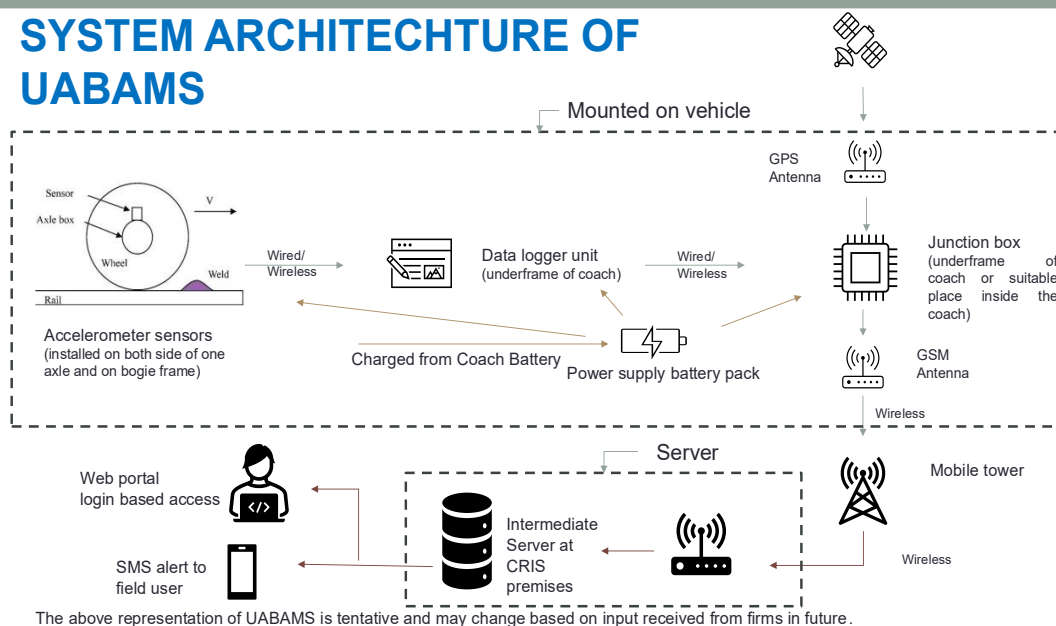 SYSTEM ARCHITECHTURE OF
UABAMS
Mounted on vehicle
GPS
Antenna
Sensor
Axle box
V
Wheel
Weld
Rail
Wired/
Wireless
Data logger unit
(underframe of coach)
Wired/
Wireless
Junction box
(underframe of
coach or suitable
place inside the
coach)
Accelerometer sensors
(installed on both side of one
axle and on bogie frame)
Charged from Coach Battery
Power supply battery pack
GSM
Antenna
Wireless
Server
Web portal
login based access
</>
Intermediate
Server at
CRIS
premises
Mobile tower
SMS alert to
field user
Wireless
The above representation of UABAMS is tentative and may change based on input received from firms in future.